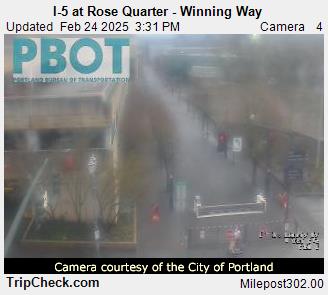 I-5 at Rose Quarter - Winning Way
Updated Feb 24 2025 3:31 PM Camera 4
PBOT
PORTLAND BUREAU OF TRANSPORTATION
Camera courtesy of the City of Portland
TripCheck.com Milepost302.00